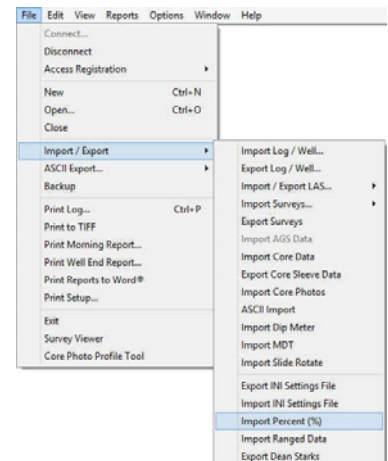 File Edit View Reports Options Window Help
Connect...
Disconnect
Access Registration
New Ctrl+N
Open... Ctrl+O
Close
Import / Export
ASCII Export...
Backup
Print Log... Ctrl+P
Print to TIFF
Print Morning Report...
Print Well End Report...
Print Reports to Word®
Print Setup...
Exit
Survey Viewer
Core Photo Profile Tool
Import Log / Well...
Export Log / Well...
Import / Export LAS...
Import Surveys...
Export Surveys
Import AGS Data
Import Core Data
Export Core Sleeve Data
Import Core Photos
ASCII Import
Import Dip Meter
Import MDT
Import Slide Rotate
Export INI Settings File
Import INI Settings File
Import Percent (%)
Import Ranged Data
Export Dean Starks